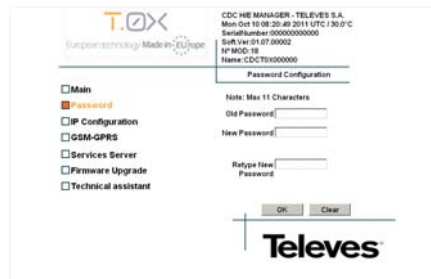 T.0X
European technology Made in Europe
CDC H/E MANAGER - TELEVES S.A.
Mon Oct 10 08:20:49 2011 UTC / 30.0°C
SerialNumber:000000000000
Soft.Ver:01.07.00002
Nº MOD:18
Name:CDCT0X000000
Password Configuration
Main
Password
IP Configuration
GSM-GPRS
Services Server
Firmware Upgrade
Technical assistant
Note: Max 11 Characters
Old Password
New Password
Retype New
Password
OK Clear
Televes